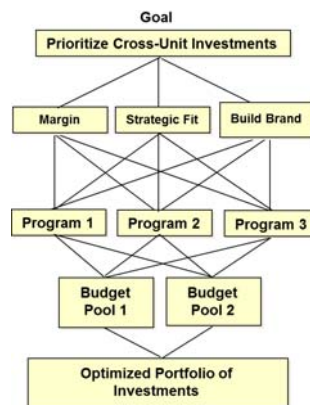 Goal
Prioritize Cross-Unit Investments
Margin
Strategic Fit
Build Brand
Program 1
Program 2
Program 3
Budget
Pool 1
Budget
Pool 2
Optimized Portfolio of
Investments